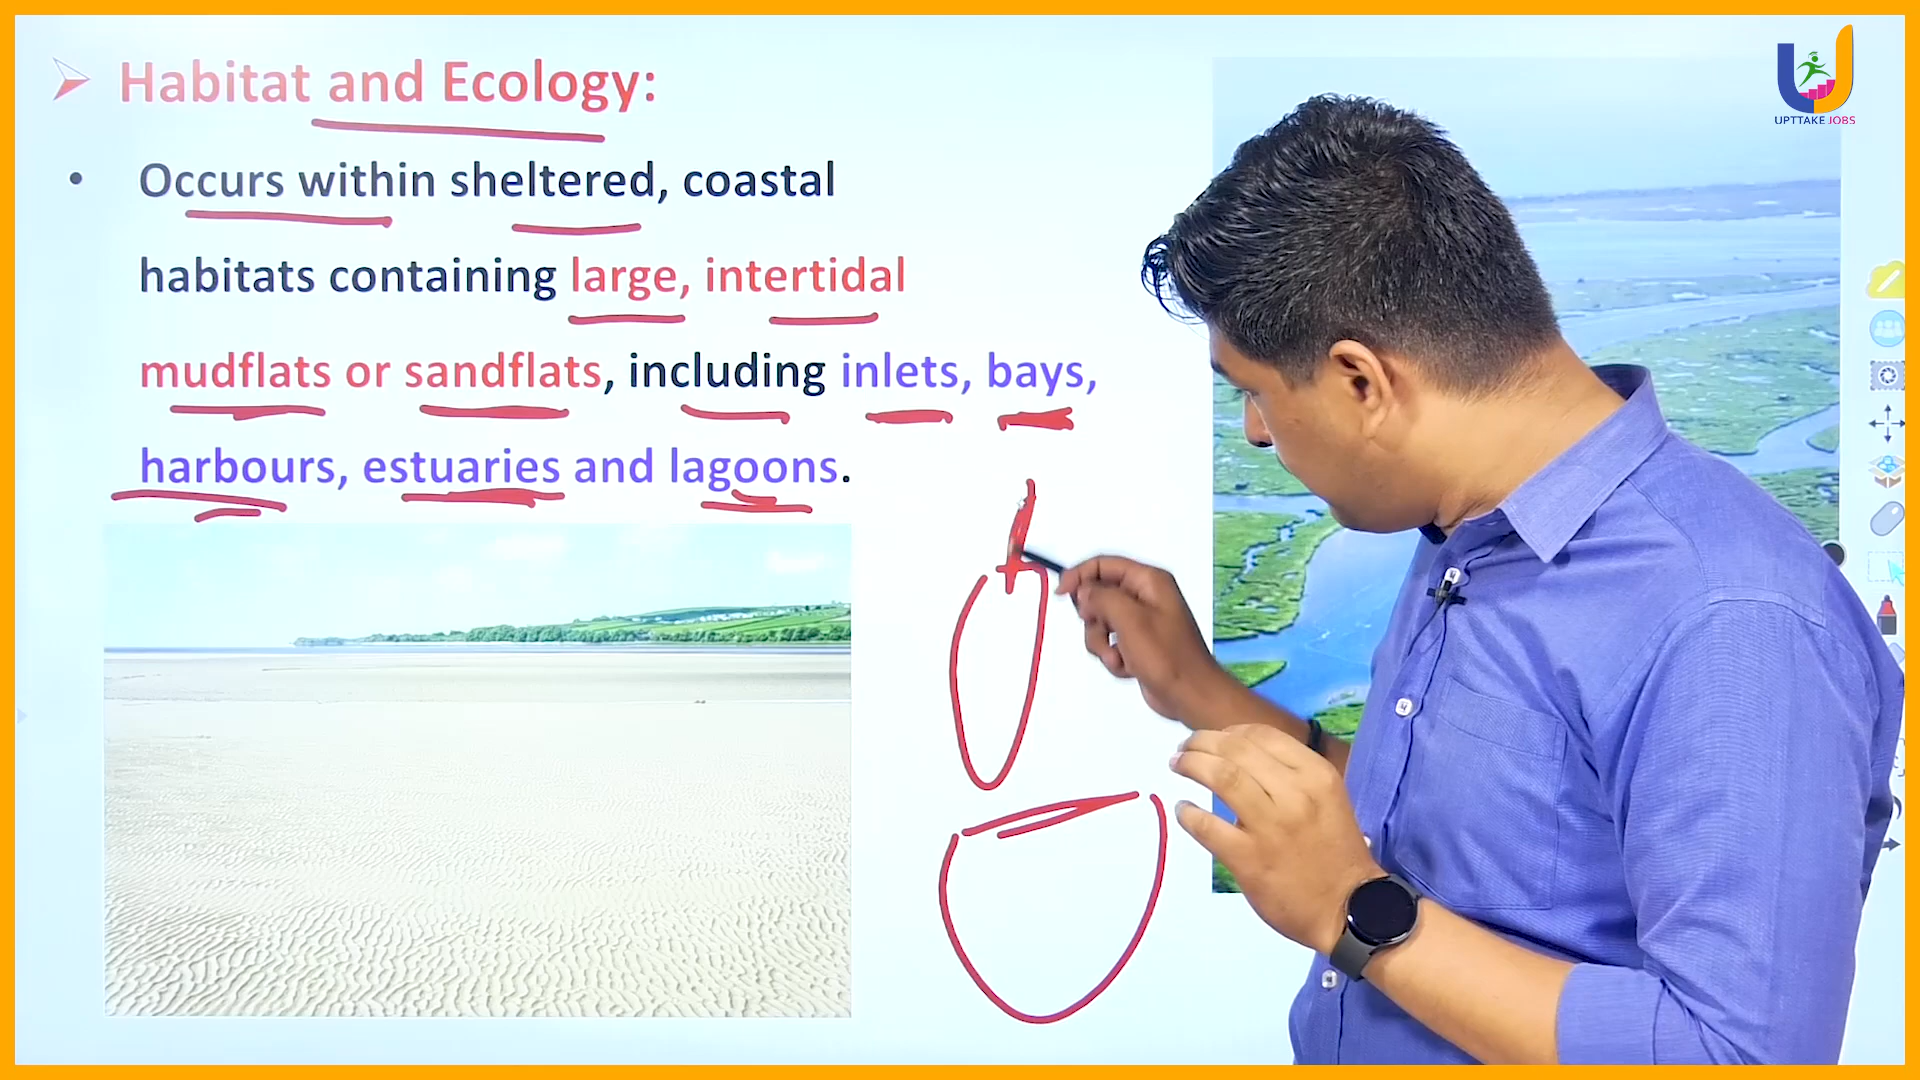 Habitat and Ecology:
• Occurs within sheltered, coastal
habitats containing large, intertidal
mudflats or sandflats, including inlets, bays,
harbours, estuaries and lagoons.
UPTTAKE JOBS